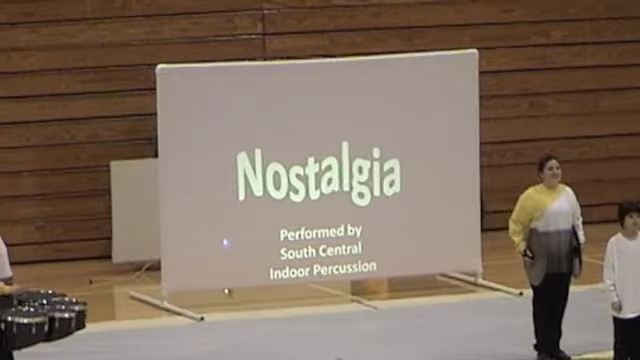 Nostalgia
Performed by
South Central
Indoor Percussion